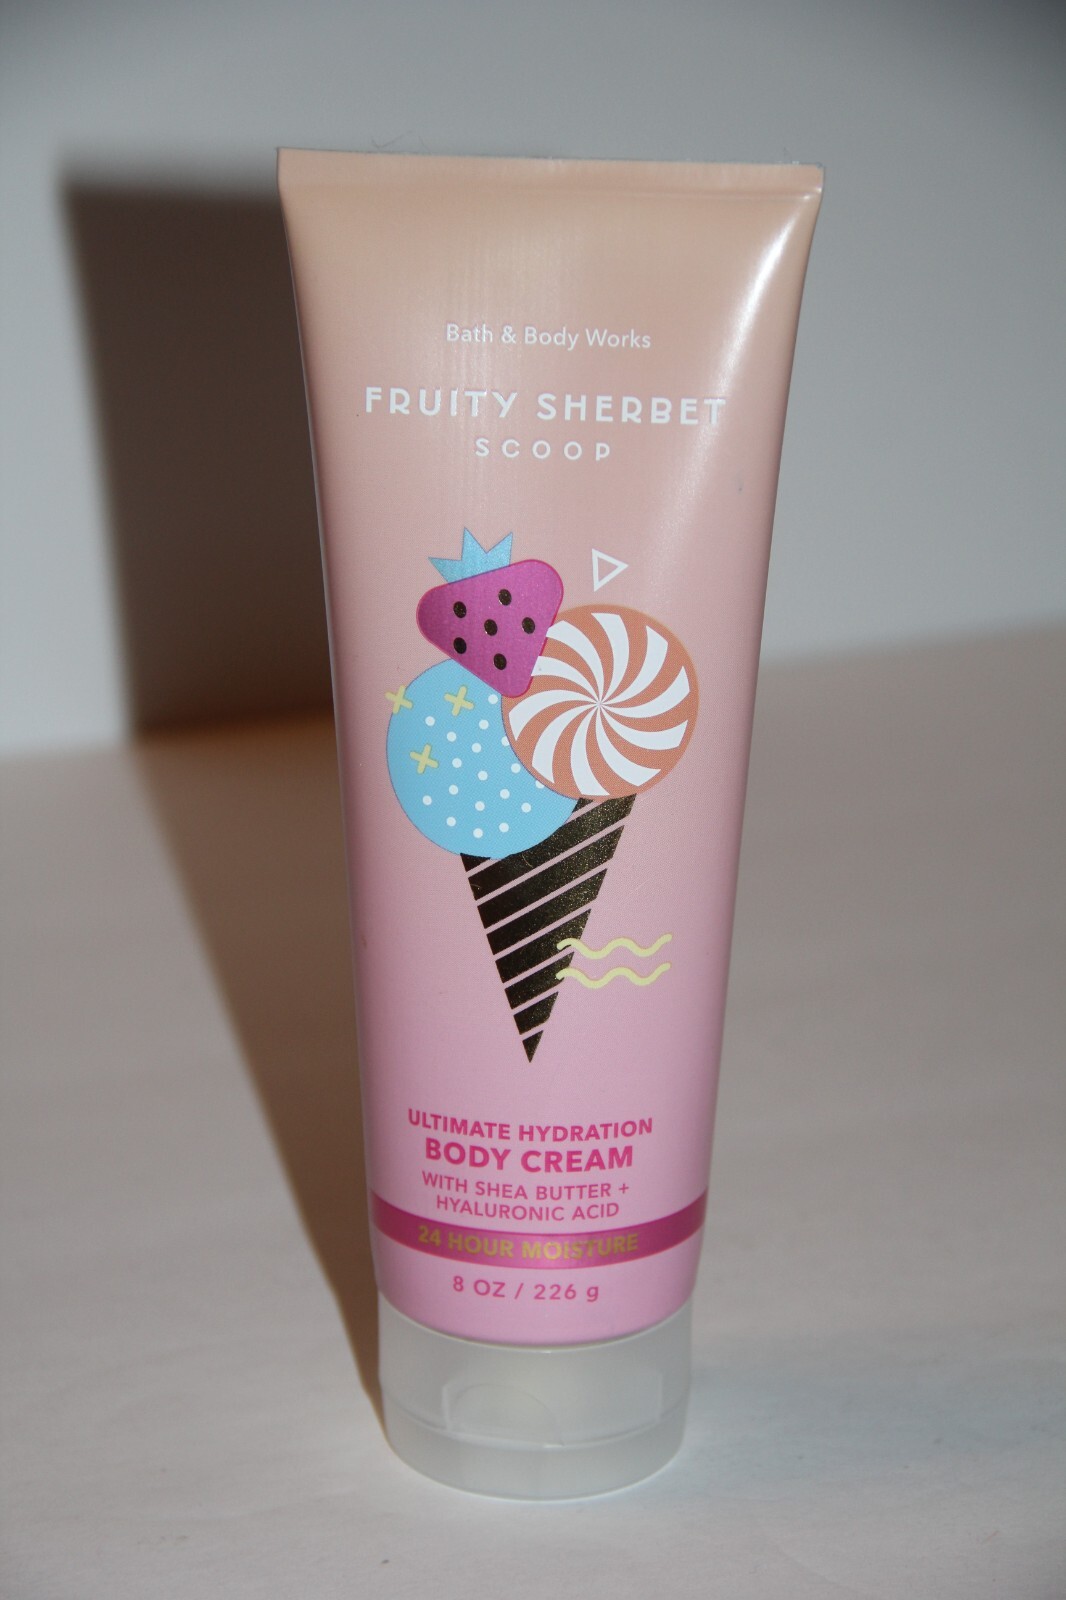 Bath & Body Works
FRUITY SHERBET
SCOOP
ULTIMATE HYDRATION
BODY CREAM
WITH SHEA BUTTER +
HYALURONIC ACID
24 HOUR MOISTURE
8 OZ / 226 g